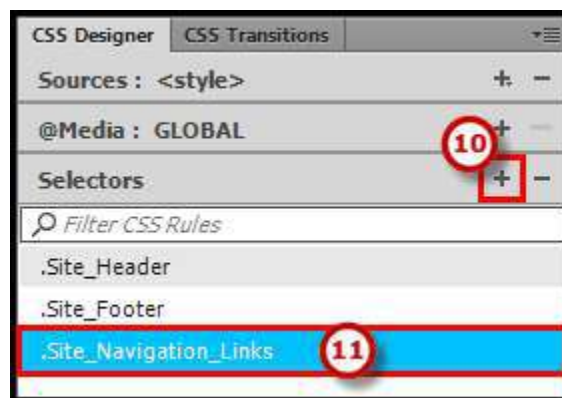 CSS Designer CSS Transitions
Sources : <style> + −
@Media : GLOBAL + −
10
Selectors + −
Filter CSS Rules
.Site_Header
.Site_Footer
.Site_Navigation_Links 11